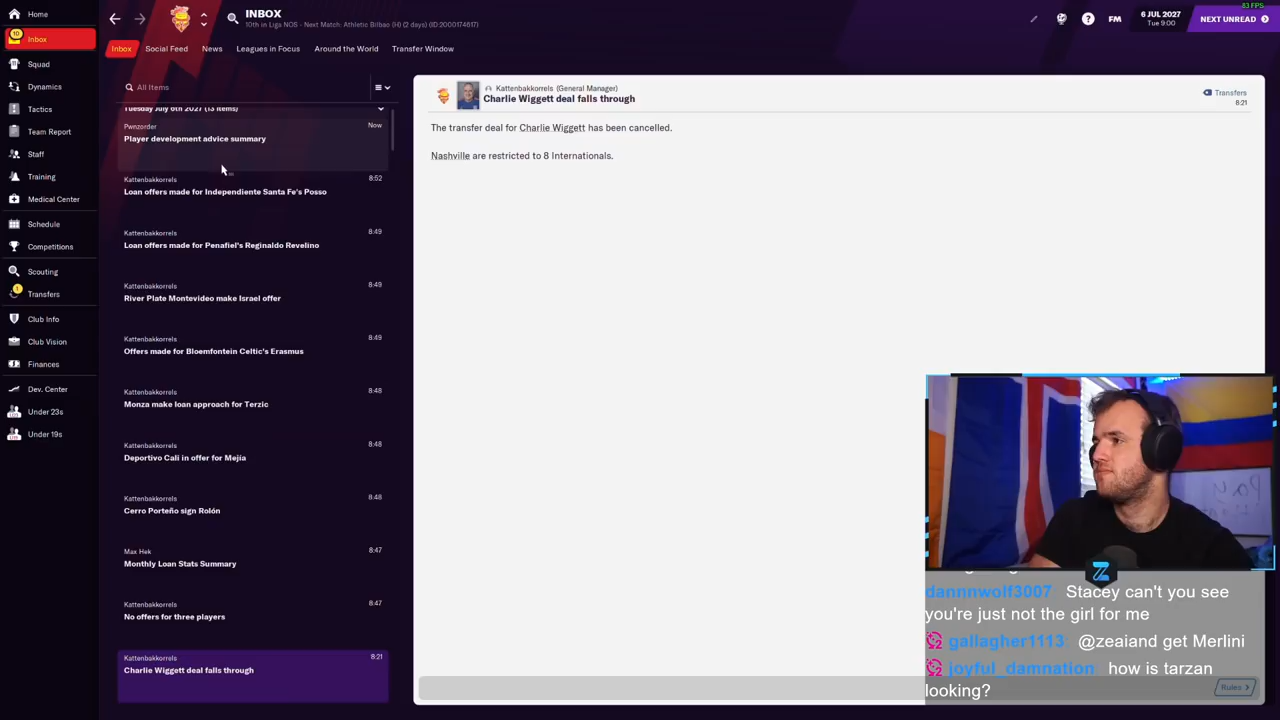 83 FPS
Home
Inbox
10
Squad
Dynamics
Tactics
Team Report
Staff
Training
Medical Center
Schedule
Competitions
Scouting
Transfers
1
Club Info
Club Vision
Finances
Dev. Center
Under 23s
Under 19s
INBOX
10th in Liga NOS - Next Match: Athletic Bilbao (H) (2 days) (ID:2000174617)
FM
6 JUL 2027
Tue 9:00
NEXT UNREAD
Inbox
Social Feed
News
Leagues in Focus
Around the World
Transfer Window
All Items
Tuesday July 6th 2027 (13 items)
Pwnzorder
Now
Player development advice summary
Kattenbakkorrels
8:52
Loan offers made for Independiente Santa Fe's Posso
Kattenbakkorrels
8:49
Loan offers made for Penafiel's Reginaldo Revelino
Kattenbakkorrels
8:49
River Plate Montevideo make Israel offer
Kattenbakkorrels
8:49
Offers made for Bloemfontein Celtic's Erasmus
Kattenbakkorrels
8:48
Monza make loan approach for Terzic
Kattenbakkorrels
8:48
Deportivo Cali in offer for Mejía
Kattenbakkorrels
8:48
Cerro Porteño sign Rolón
Max Hek
8:47
Monthly Loan Stats Summary
Kattenbakkorrels
8:47
No offers for three players
Kattenbakkorrels
8:21
Charlie Wiggett deal falls through
Kattenbakkorrels (General Manager)
Charlie Wiggett deal falls through
Transfers
8:21
The transfer deal for Charlie Wiggett has been cancelled.
Nashville are restricted to 8 Internationals.
dannnwolf3007: Stacey can't you see
you're just not the girl for me
gallagher1113: @zeaiand get Merlini
joyful_damnation: how is tarzan
looking?
Rules